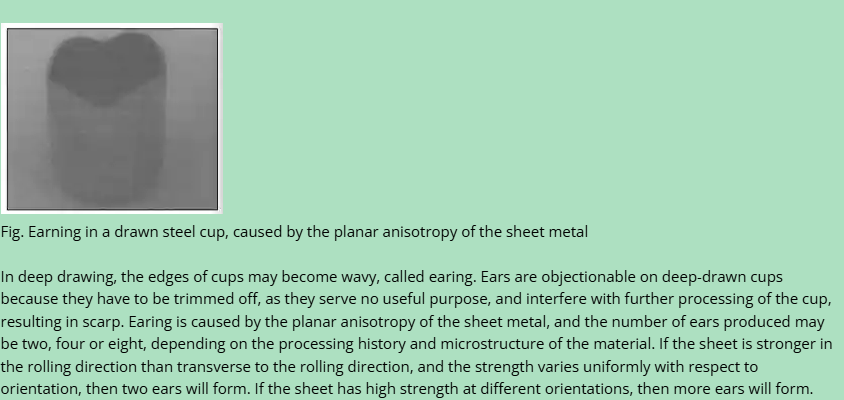 Fig. Earning in a drawn steel cup, caused by the planar anisotropy of the sheet metal
In deep drawing, the edges of cups may become wavy, called earing. Ears are objectionable on deep-drawn cups
because they have to be trimmed off, as they serve no useful purpose, and interfere with further processing of the cup,
resulting in scarp. Earing is caused by the planar anisotropy of the sheet metal, and the number of ears produced may
be two, four or eight, depending on the processing history and microstructure of the material. If the sheet is stronger in
the rolling direction than transverse to the rolling direction, and the strength varies uniformly with respect to
orientation, then two ears will form. If the sheet has high strength at different orientations, then more ears will form.